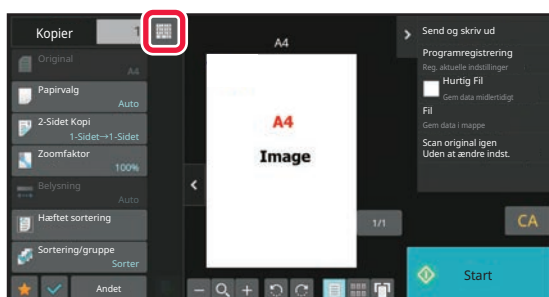 Kopier
1
Original
A4
Papirvalg
Auto
2-Sidet Kopi
1-Sidet→1-Sidet
Zoomfaktor
100%
Belysning
Auto
Hæftet sortering
Sortering/gruppe
Sorter
Andet
A4
A4
Image
1/1
Send og skriv ud
Programregistrering
Reg. aktuelle indstillinger
Hurtig Fil
Gem data midlertidigt
Fil
Gem data i mappe
Scan original igen
Uden at ændre indst.
CA
Start